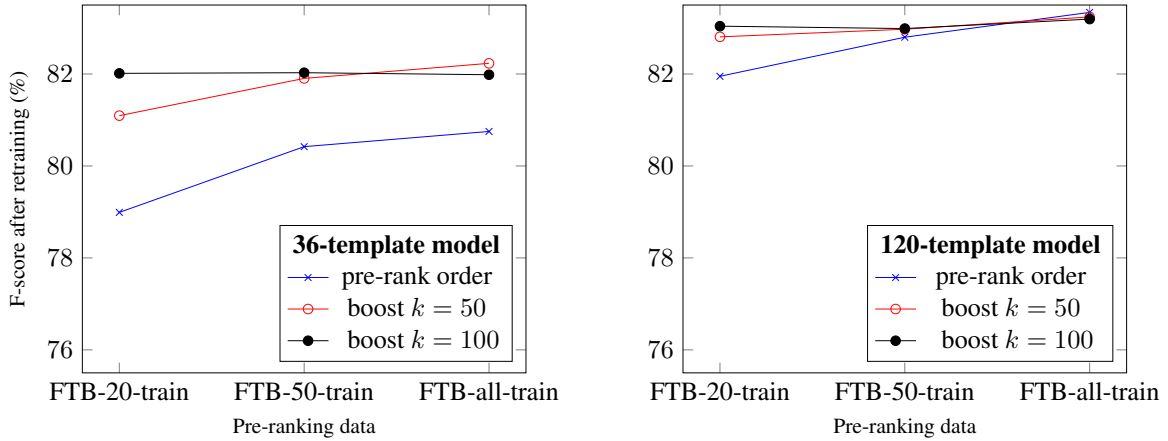 F-score after retraining (%)
82
80
78
76
36-template model
pre-rank order
boost k = 50
boost k = 100
FTB-20-train FTB-50-train FTB-all-train
Pre-ranking data
82
80
78
76
120-template model
pre-rank order
boost k = 50
boost k = 100
FTB-20-train FTB-50-train FTB-all-train
Pre-ranking data